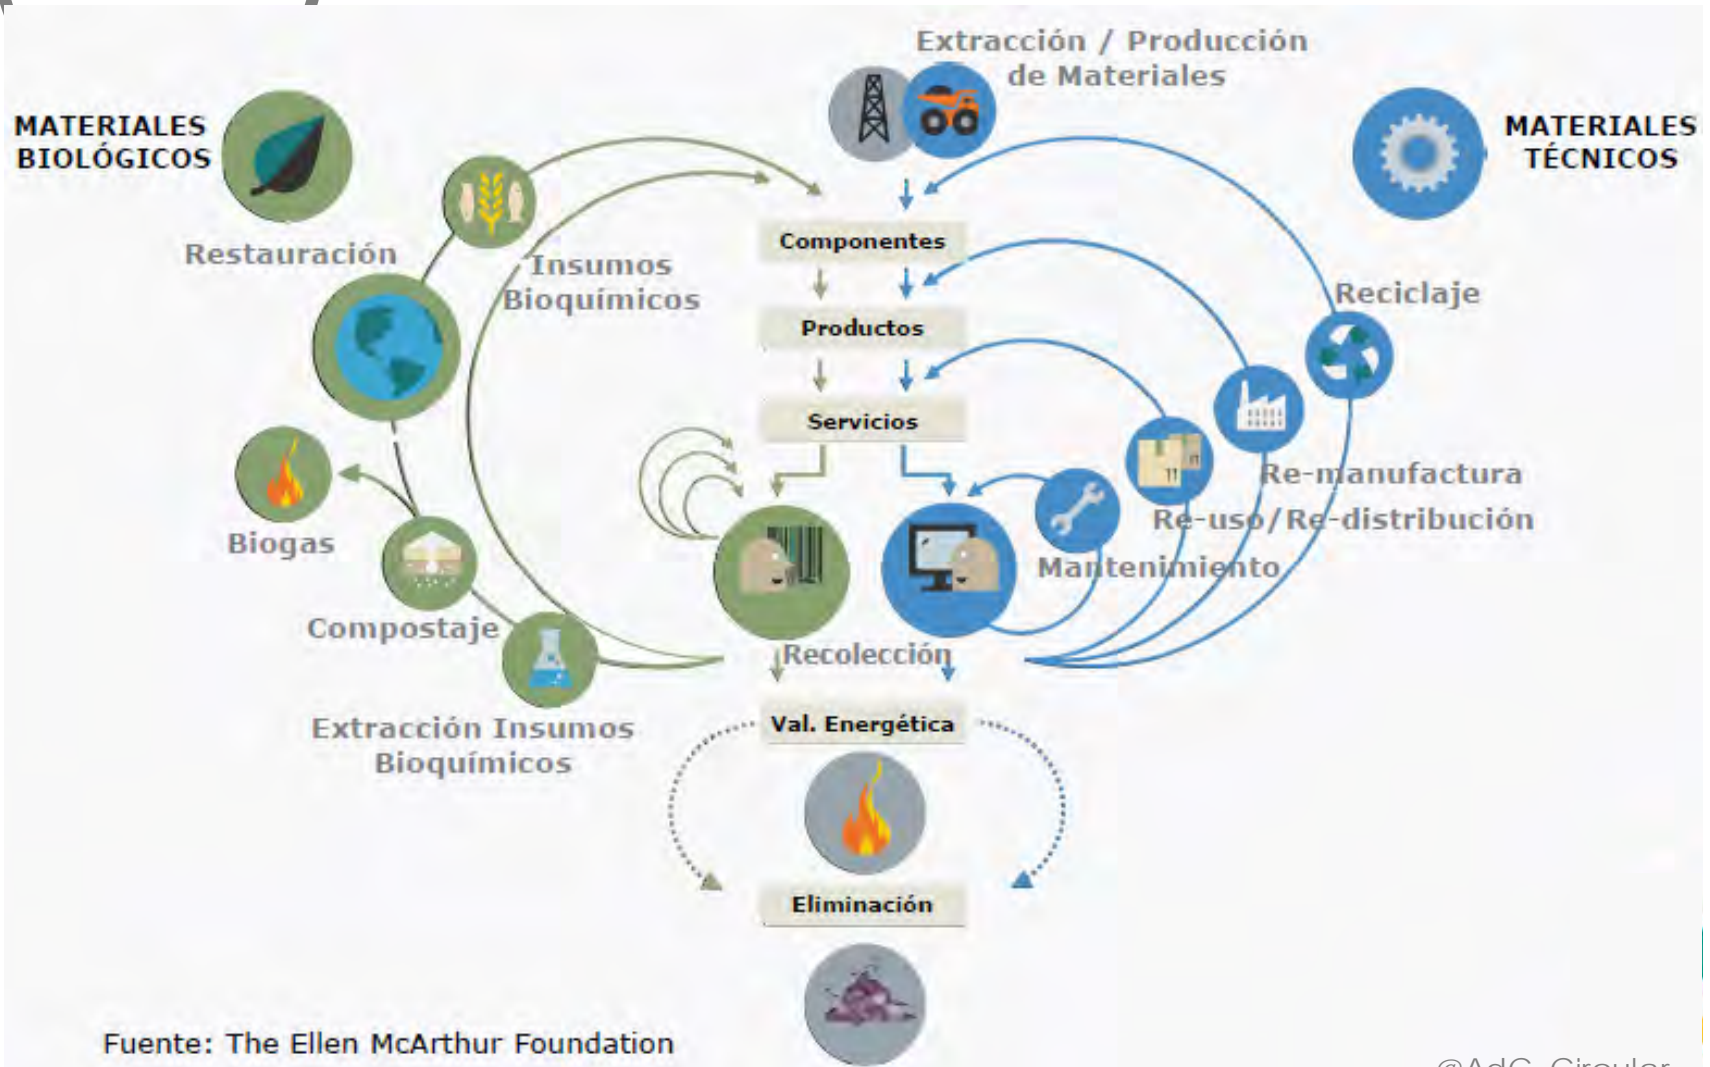 Extracción / Producción
de Materiales
MATERIALES
BIOLÓGICOS
MATERIALES
TÉCNICOS
Restauración
Insumos
Bioquímicos
Componentes
Productos
Servicios
Reciclaje
Re-manufactura
Re-uso/Re-distribución
Mantenimiento
Biogas
Compostaje
Extracción Insumos
Bioquímicos
Recolección
Val. Energética
Eliminación
Fuente: The Ellen McArthur Foundation